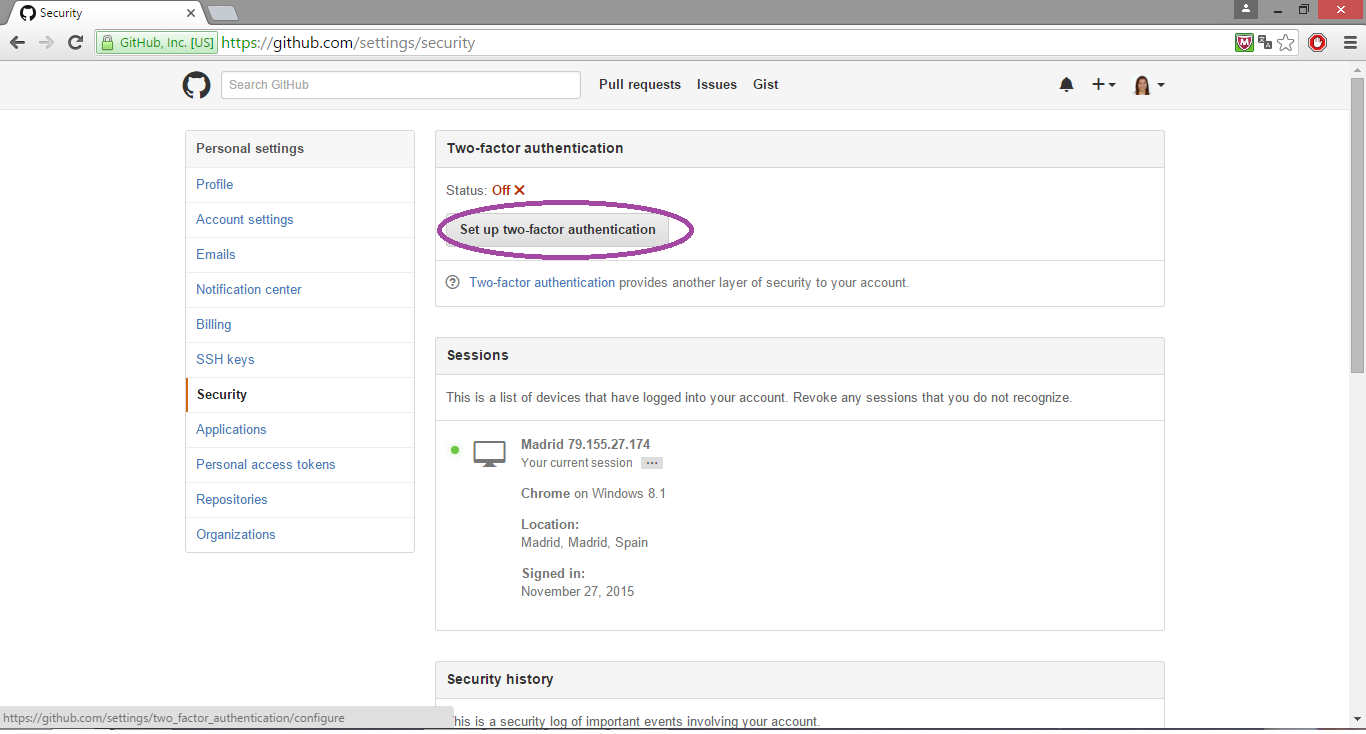 Security
GitHub, Inc. [US] https://github.com/settings/security
Search GitHub Pull requests Issues Gist
Personal settings
Profile
Account settings
Emails
Notification center
Billing
SSH keys
Security
Applications
Personal access tokens
Repositories
Organizations
Two-factor authentication
Status: Off
Set up two-factor authentication
Two-factor authentication provides another layer of security to your account.
Sessions
This is a list of devices that have logged into your account. Revoke any sessions that you do not recognize.
Madrid 79.155.27.174
Your current session ...
Chrome on Windows 8.1
Location:
Madrid, Madrid, Spain
Signed in:
November 27, 2015
Security history
This is a security log of important events involving your account.
https://github.com/settings/two_factor_authentication/configure